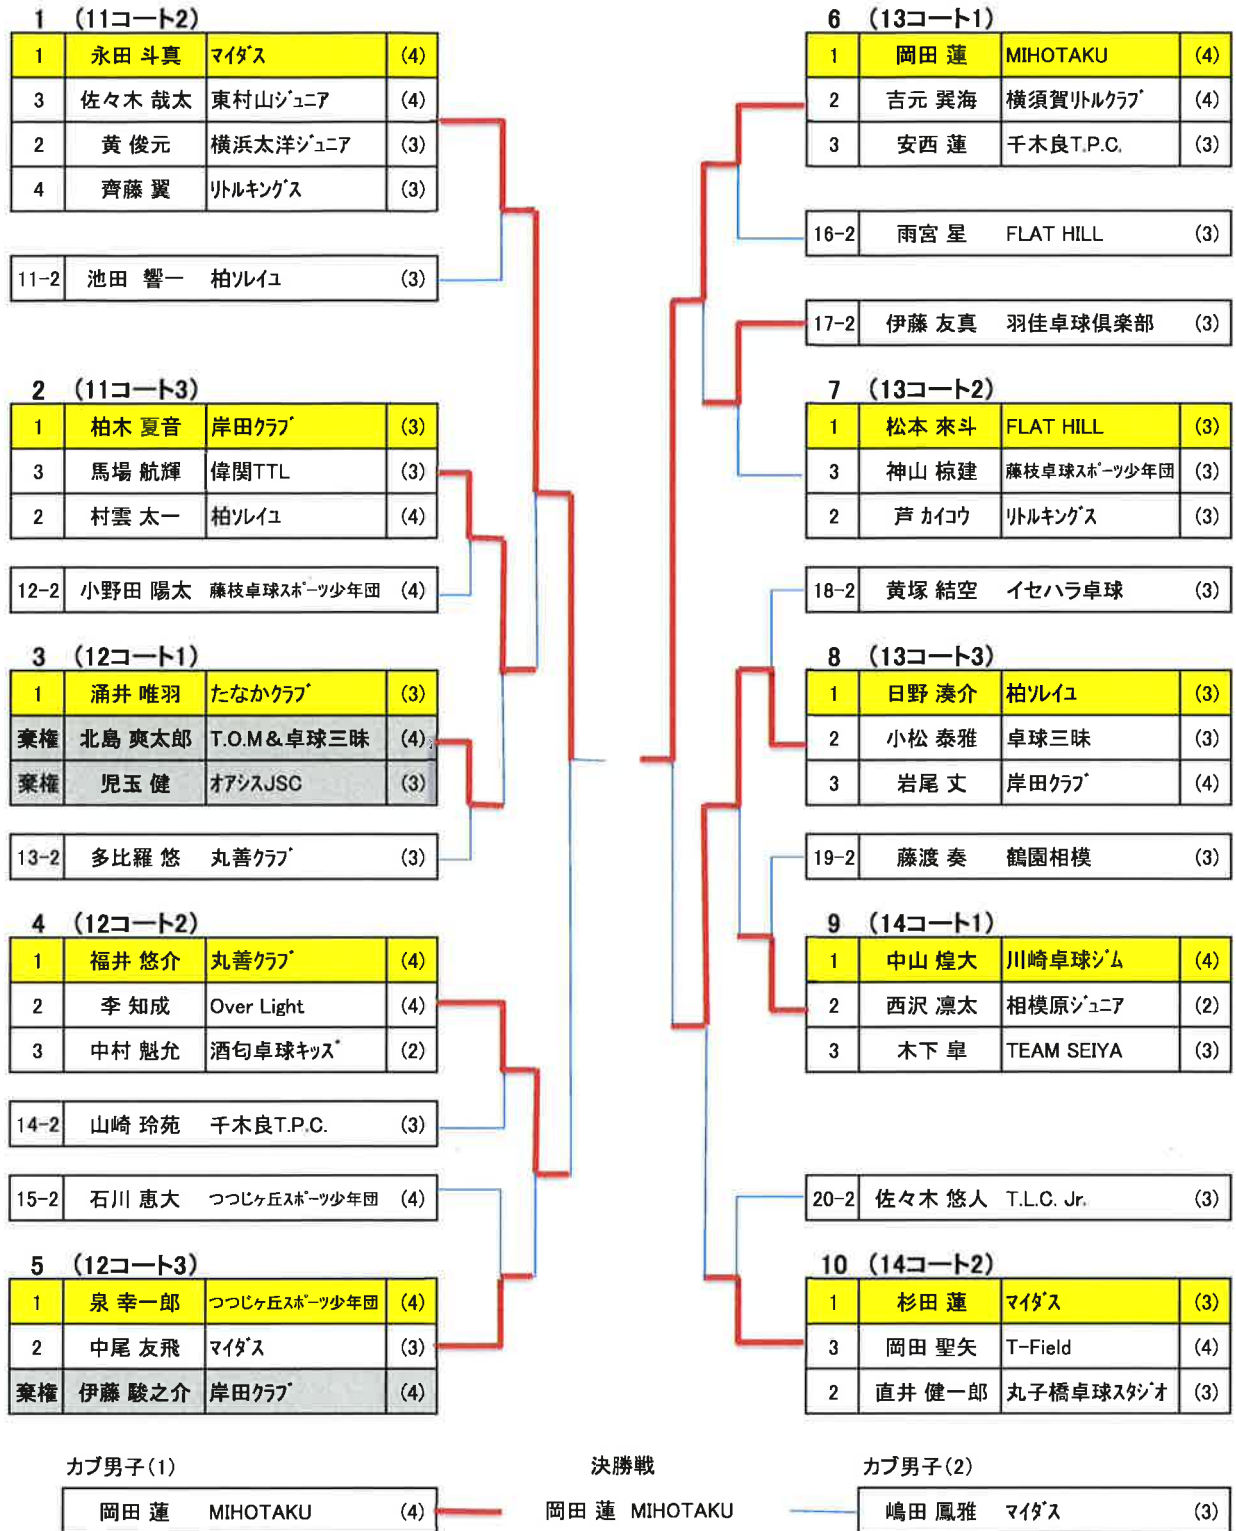 1 (11コート2)
1 永田 斗真 マイダス (4)
3 佐々木 哲太 東村山ジュニア (4)
2 黄 俊元 横浜太洋ジュニア (3)
4 齊藤 翼 リトルキングス (3)
11-2 池田 響一 柏ソレイユ (3)
2 (11コート3)
1 柏木 夏音 岸田クラブ (3)
3 馬場 航輝 偉関TTL (3)
2 村雲 太一 柏ソレイユ (4)
12-2 小野田 陽太 藤枝卓球スポーツ少年団 (4)
3 (12コート1)
1 涌井 唯羽 たなかクラブ (3)
棄権 北島 爽太郎 T.O.M&卓球三昧 (4)
棄権 児玉 健 オアシスJSC (3)
13-2 多比羅 悠 丸善クラブ (3)
4 (12コート2)
1 福井 悠介 丸善クラブ (4)
2 李 知成 Over Light (4)
3 中村 魁允 酒匂卓球キッズ (2)
14-2 山崎 玲苑 千木良T.P.C. (3)
15-2 石川 恵大 つつじヶ丘スポーツ少年団 (4)
5 (12コート3)
1 泉 幸一郎 つつじヶ丘スポーツ少年団 (4)
2 中尾 友飛 マイダス (3)
棄権 伊藤 駿之介 岸田クラブ (4)
6 (13コート1)
1 岡田 蓮 MIHOTAKU (4)
2 吉元 巽海 横須賀リトルクラブ (4)
3 安西 蓮 千木良T.P.C. (3)
16-2 雨宮 星 FLAT HILL (3)
17-2 伊藤 友真 羽佳卓球倶楽部 (3)
7 (13コート2)
1 松本 來斗 FLAT HILL (3)
3 神山 椋建 藤枝卓球スポーツ少年団 (3)
2 芦 カイコウ リトルキングス (3)
18-2 黄塚 結空 イセハラ卓球 (3)
8 (13コート3)
1 日野 湊介 柏ソレイユ (3)
2 小松 泰雅 卓球三昧 (3)
3 岩尾 丈 岸田クラブ (4)
19-2 藤渡 奏 鶴園相模 (3)
9 (14コート1)
1 中山 煌大 川崎卓球ジム (4)
2 西沢 凛太 相模原ジュニア (2)
3 木下 皐 TEAM SEIYA (3)
20-2 佐々木 悠人 T.L.C. Jr. (3)
10 (14コート2)
1 杉田 蓮 マイダス (3)
3 岡田 聖矢 T-Field (4)
2 直井 健一郎 丸子橋卓球スタジオ (3)
カブ男子(1) 決勝戦 カブ男子(2)
岡田 蓮 MIHOTAKU (4) 岡田 蓮 MIHOTAKU 嶋田 鳳雅 マイダス (3)